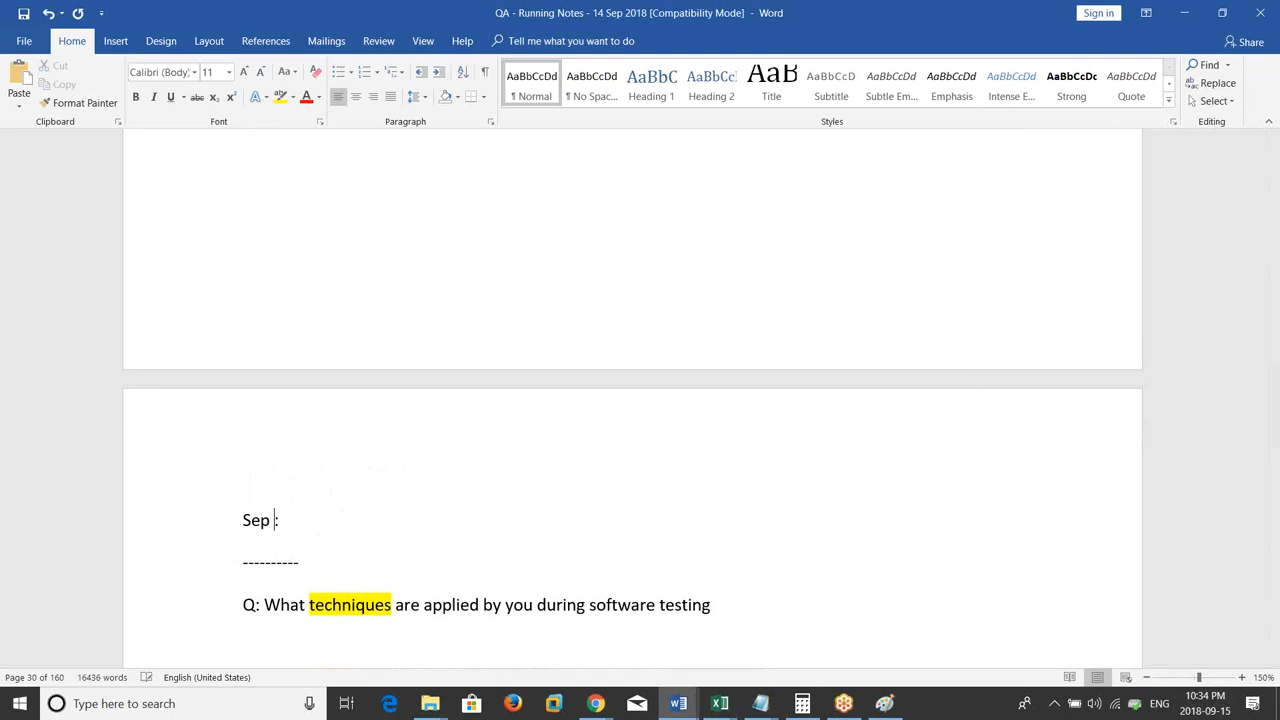 QA - Running Notes - 14 Sep 2018 [Compatibility Mode] - Word
Sign in
File Home Insert Design Layout References Mailings Review View Help Tell me what you want to do
Share
Paste
Cut
Copy
Format Painter
Clipboard
Calibri (Body) 11
Font
Paragraph
AaBbCcDd AaBbCcDd AaBbC AaBbCc AaB AaBbCcD AaBbCcDd AaBbCcDd AaBbCcDd AaBbCcDc AaBbCcDd
¶ Normal ¶ No Spac... Heading 1 Heading 2 Title Subtitle Subtle Em... Emphasis Intense E... Strong Quote
Styles
Find
Replace
Select
Editing
Sep :
----------
Q: What techniques are applied by you during software testing
Page 30 of 160 16436 words English (United States)
150%
Type here to search
ENG
10:34 PM
2018-09-15